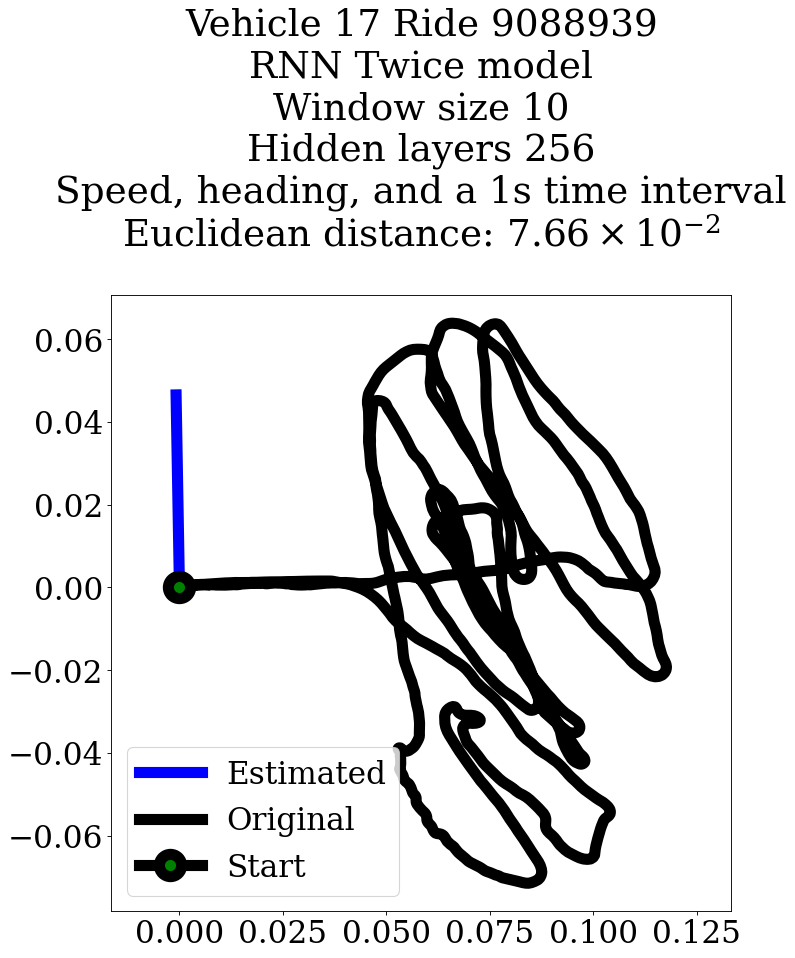 Vehicle 17 Ride 9088939
RNN Twice model
Window size 10
Hidden layers 256
Speed, heading, and a 1s time interval
Euclidean distance: 7.66 × 10⁻²
0.06
0.04
0.02
0.00
−0.02
−0.04
−0.06
Estimated
Original
Start
0.000 0.025 0.050 0.075 0.100 0.125